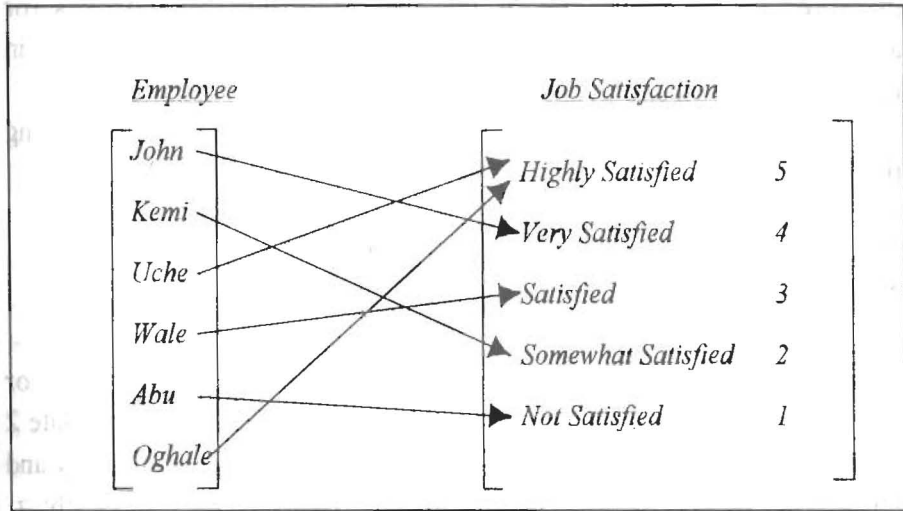 Employee Job Satisfaction
John
Highly Satisfied 5
Kemi
Very Satisfied 4
Uche
Satisfied 3
Wale
Somewhat Satisfied 2
Abu
Not Satisfied 1
Oghale